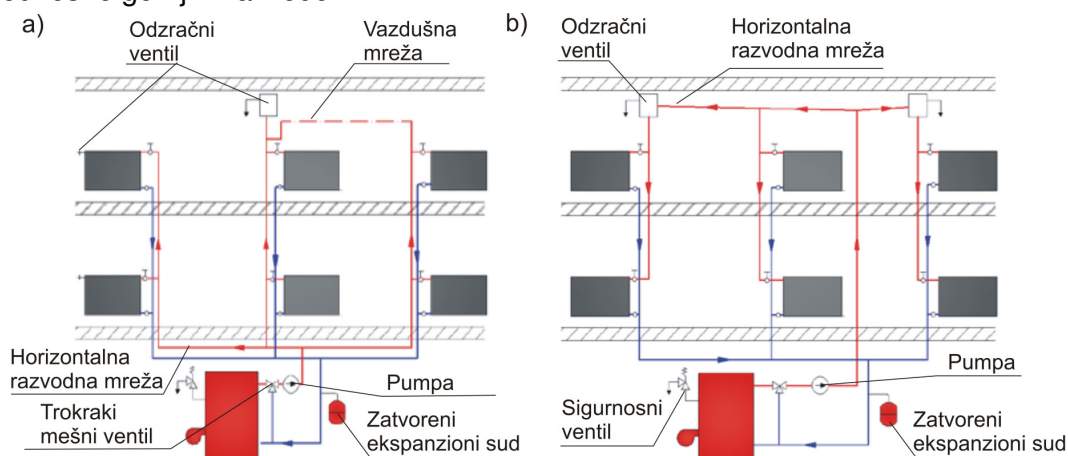 a)
Odzračni
ventil
Vazdušna
mreža
Horizontalna
razvodna mreža
Trokraki
mešni ventil
Pumpa
Zatvoreni
ekspanzioni sud
b)
Odzračni
ventil
Horizontalna
razvodna mreža
Sigurnosni
ventil
Pumpa
Zatvoreni
ekspanzioni sud